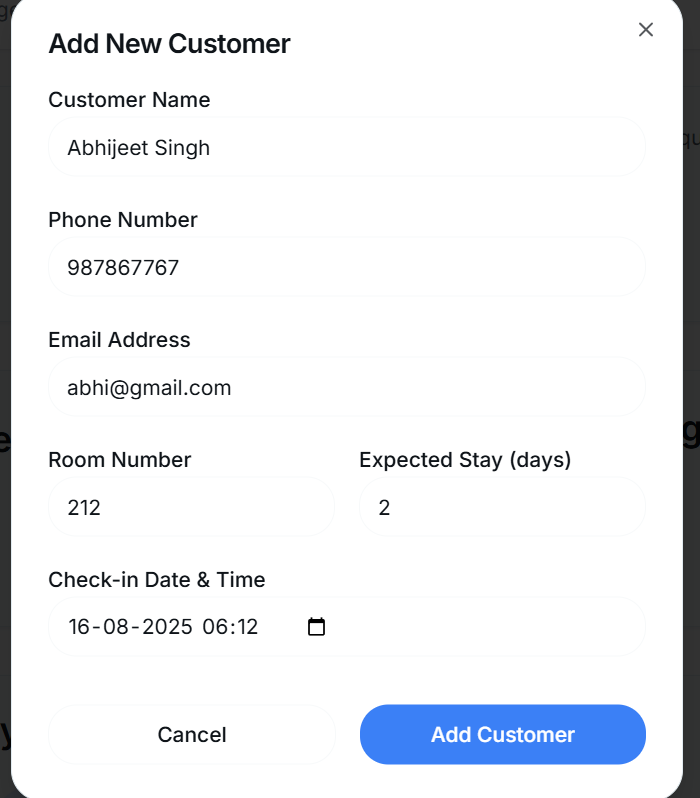 Add New Customer
Customer Name
Abhijeet Singh
Phone Number
987867767
Email Address
abhi@gmail.com
Room Number Expected Stay (days)
212 2
Check-in Date & Time
16-08-2025 06:12
Cancel Add Customer